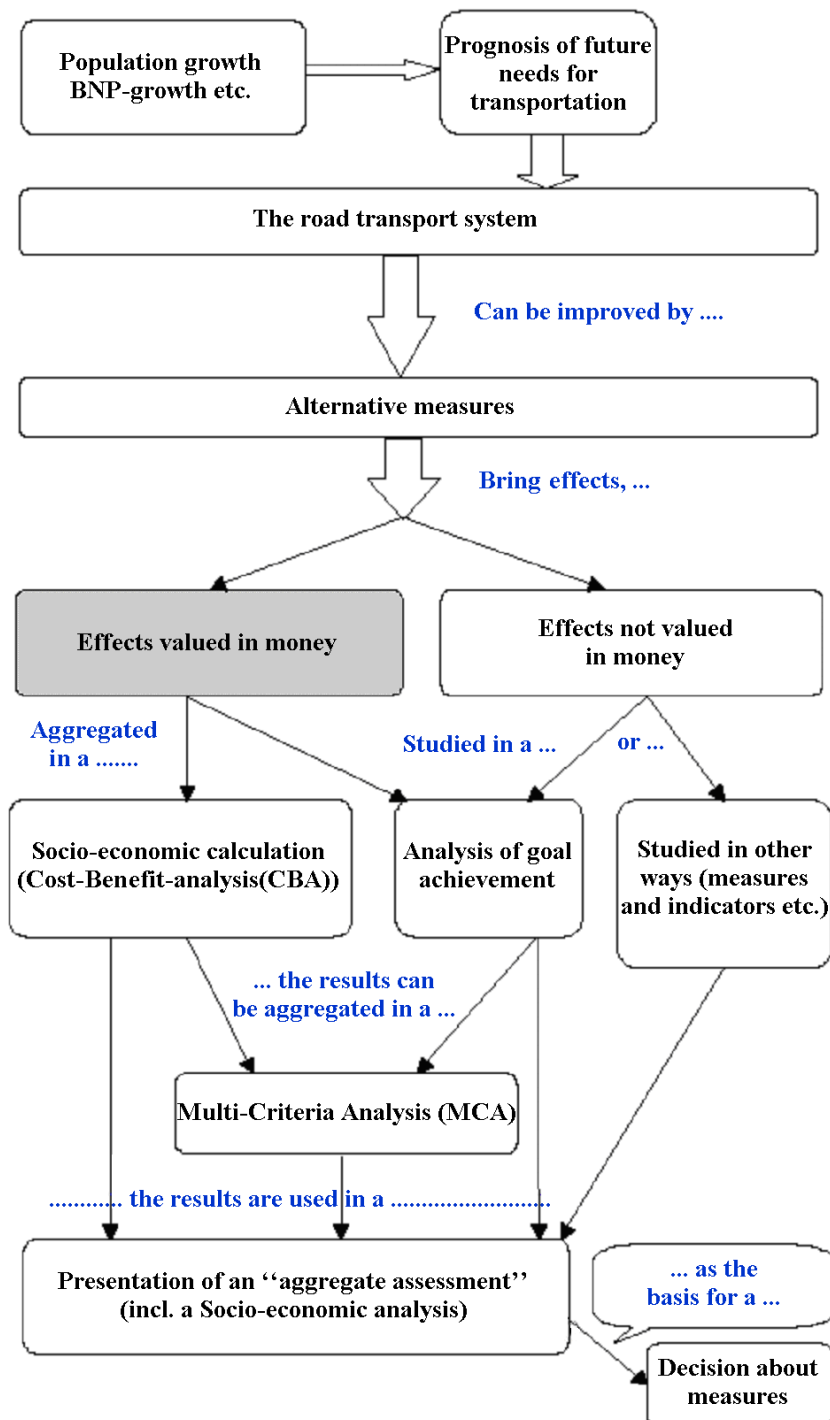 Population growth
BNP-growth etc.
Prognosis of future
needs for
transportation
The road transport system
Can be improved by ....
Alternative measures
Bring effects, ...
Effects valued in money
Effects not valued
in money
Aggregated
in a .......
Studied in a ...
or ...
Socio-economic calculation
(Cost-Benefit-analysis(CBA))
Analysis of goal
achievement
Studied in other
ways (measures
and indicators etc.)
... the results can
be aggregated in a ...
Multi-Criteria Analysis (MCA)
............ the results are used in a ..........................
Presentation of an ‘‘aggregate assessment’’
(incl. a Socio-economic analysis)
... as the
basis for a ...
Decision about
measures